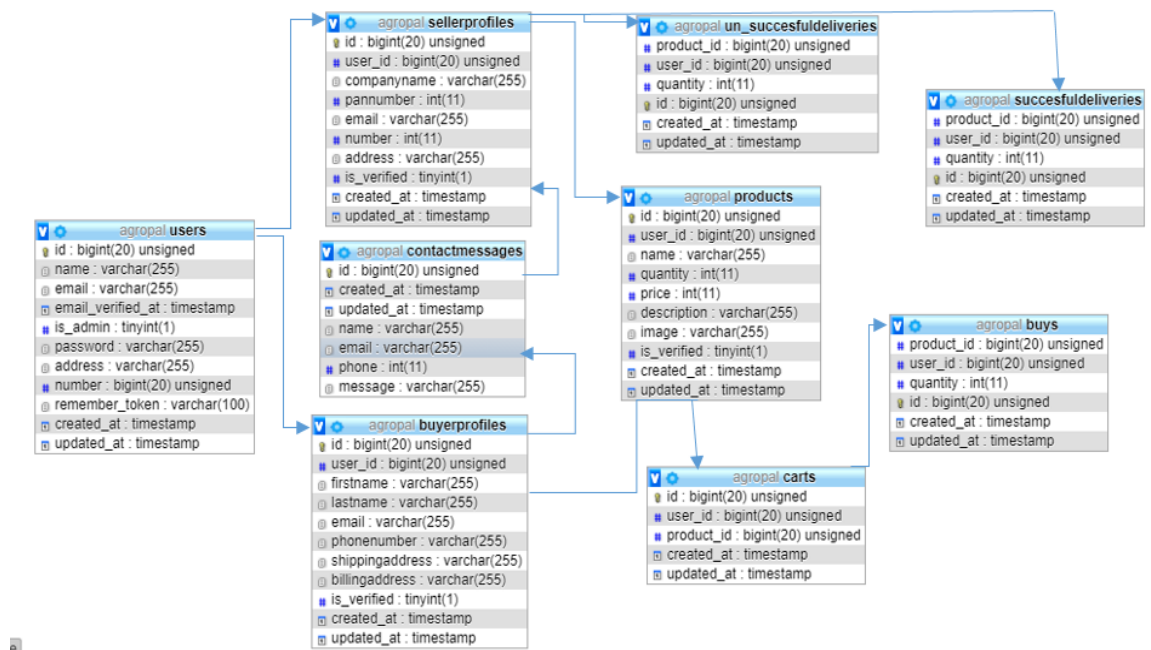 agropal users
id : bigint(20) unsigned
name : varchar(255)
email : varchar(255)
email_verified_at : timestamp
is_admin : tinyint(1)
password : varchar(255)
address : varchar(255)
number : bigint(20) unsigned
remember_token : varchar(100)
created_at : timestamp
updated_at : timestamp
agropal sellerprofiles
id : bigint(20) unsigned
user_id : bigint(20) unsigned
companyname : varchar(255)
pannumber : int(11)
email : varchar(255)
number : int(11)
address : varchar(255)
is_verified : tinyint(1)
created_at : timestamp
updated_at : timestamp
agropal contactmessages
id : bigint(20) unsigned
created_at : timestamp
updated_at : timestamp
name : varchar(255)
email : varchar(255)
phone : int(11)
message : varchar(255)
agropal buyerprofiles
id : bigint(20) unsigned
user_id : bigint(20) unsigned
firstname : varchar(255)
lastname : varchar(255)
email : varchar(255)
phonenumber : varchar(255)
shippingaddress : varchar(255)
billingaddress : varchar(255)
is_verified : tinyint(1)
created_at : timestamp
updated_at : timestamp
agropal un_succesfuldeliveries
product_id : bigint(20) unsigned
user_id : bigint(20) unsigned
quantity : int(11)
id : bigint(20) unsigned
created_at : timestamp
updated_at : timestamp
agropal products
id : bigint(20) unsigned
user_id : bigint(20) unsigned
name : varchar(255)
quantity : int(11)
price : int(11)
description : varchar(255)
image : varchar(255)
is_verified : tinyint(1)
created_at : timestamp
updated_at : timestamp
agropal carts
id : bigint(20) unsigned
user_id : bigint(20) unsigned
product_id : bigint(20) unsigned
created_at : timestamp
updated_at : timestamp
agropal succesfuldeliveries
product_id : bigint(20) unsigned
user_id : bigint(20) unsigned
quantity : int(11)
id : bigint(20) unsigned
created_at : timestamp
updated_at : timestamp
agropal buys
product_id : bigint(20) unsigned
user_id : bigint(20) unsigned
quantity : int(11)
id : bigint(20) unsigned
created_at : timestamp
updated_at : timestamp